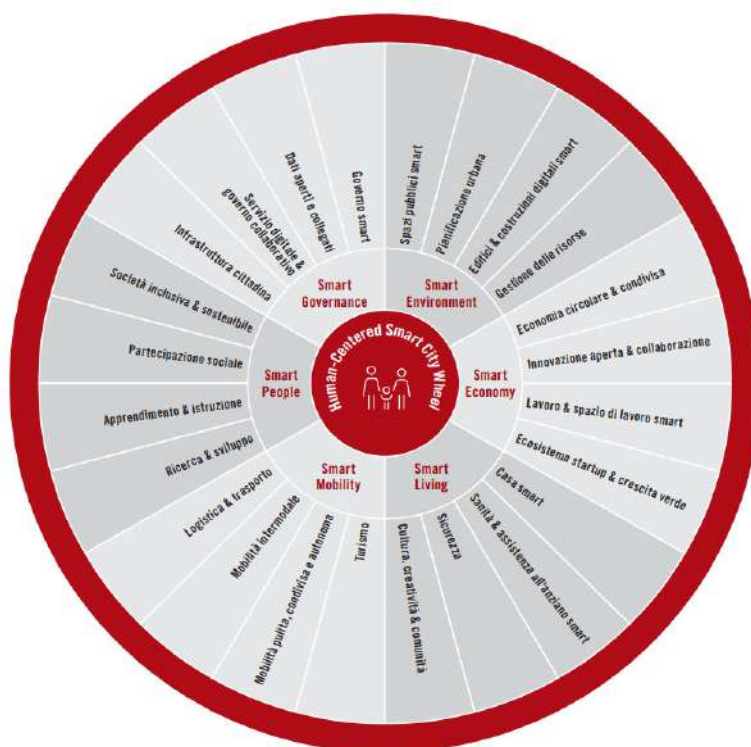 Human-Centered Smart City Wheel
Smart
Governance
Infrastruttura cittadina
Servizio digitale &
governo collaborativo
Dati aperti e collegati
Governo smart
Smart
Environment
Spazi pubblici smart
Pianificazione urbana
Edifici & costruzioni digitali smart
Gestione delle risorse
Smart
Economy
Economia circolare & condivisa
Innovazione aperta & collaborazione
Lavoro & spazio di lavoro smart
Ecosistema startup & crescita verde
Smart
Living
Casa smart
Sanità & assistenza all'anziano smart
Sicurezza
Cultura, creatività & comunità
Smart
Mobility
Turismo
Mobilità pulita, condivisa e autonoma
Mobilità intermodale
Logistica & trasporto
Smart
People
Ricerca & sviluppo
Apprendimento & istruzione
Partecipazione sociale
Società inclusiva & sostenibile